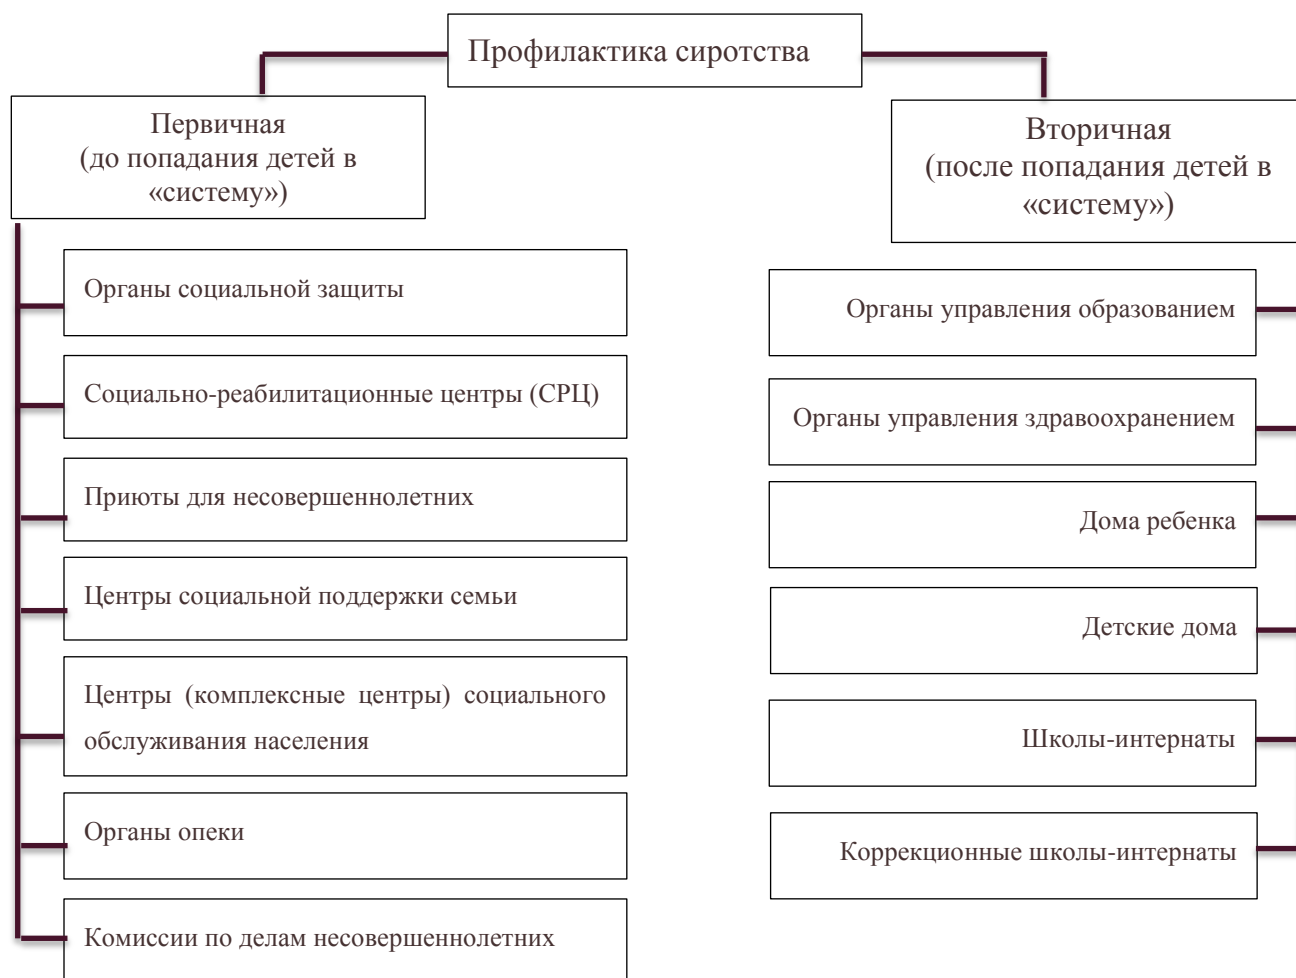 Профилактика сиротства
Первичная
(до попадания детей в
«систему»)
Вторичная
(после попадания детей в
«систему»)
Органы социальной защиты
Социально-реабилитационные центры (СРЦ)
Приюты для несовершеннолетних
Центры социальной поддержки семьи
Центры (комплексные центры) социального
обслуживания населения
Органы опеки
Комиссии по делам несовершеннолетних
Органы управления образованием
Органы управления здравоохранением
Дома ребенка
Детские дома
Школы-интернаты
Коррекционные школы-интернаты